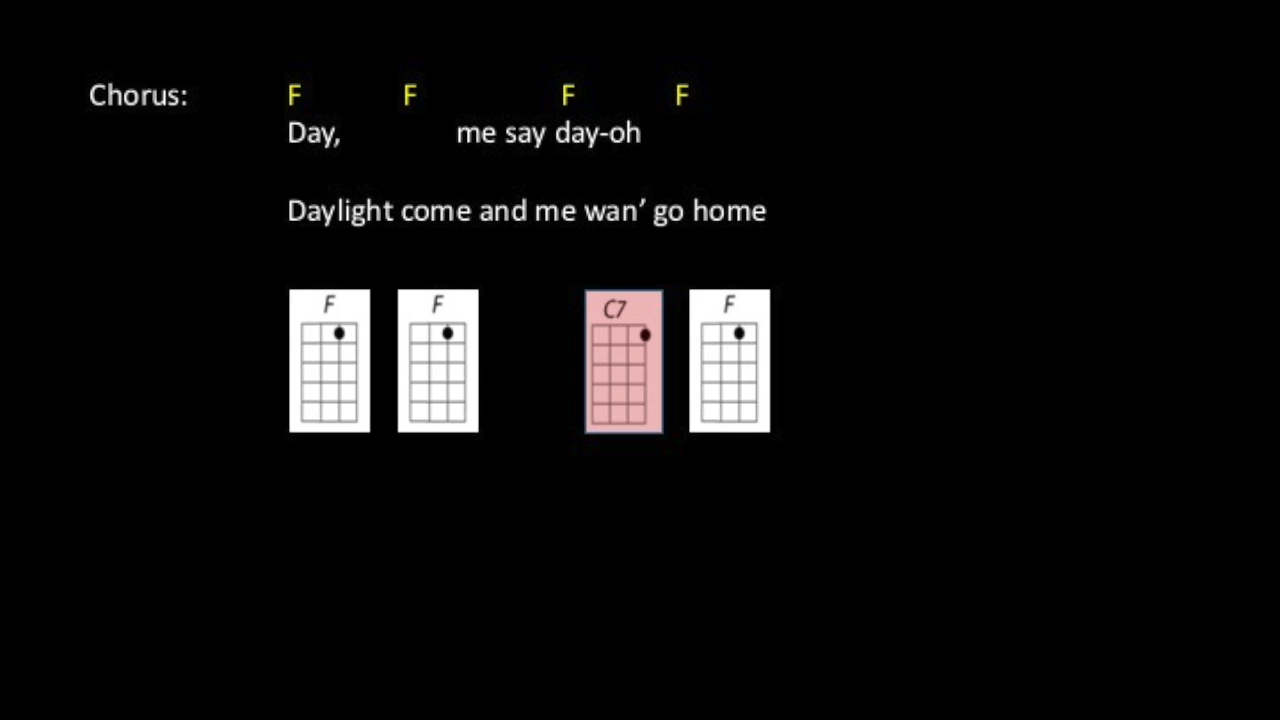 Chorus: F F F F
Day, me say day-oh
Daylight come and me wan’ go home
F F C7 F